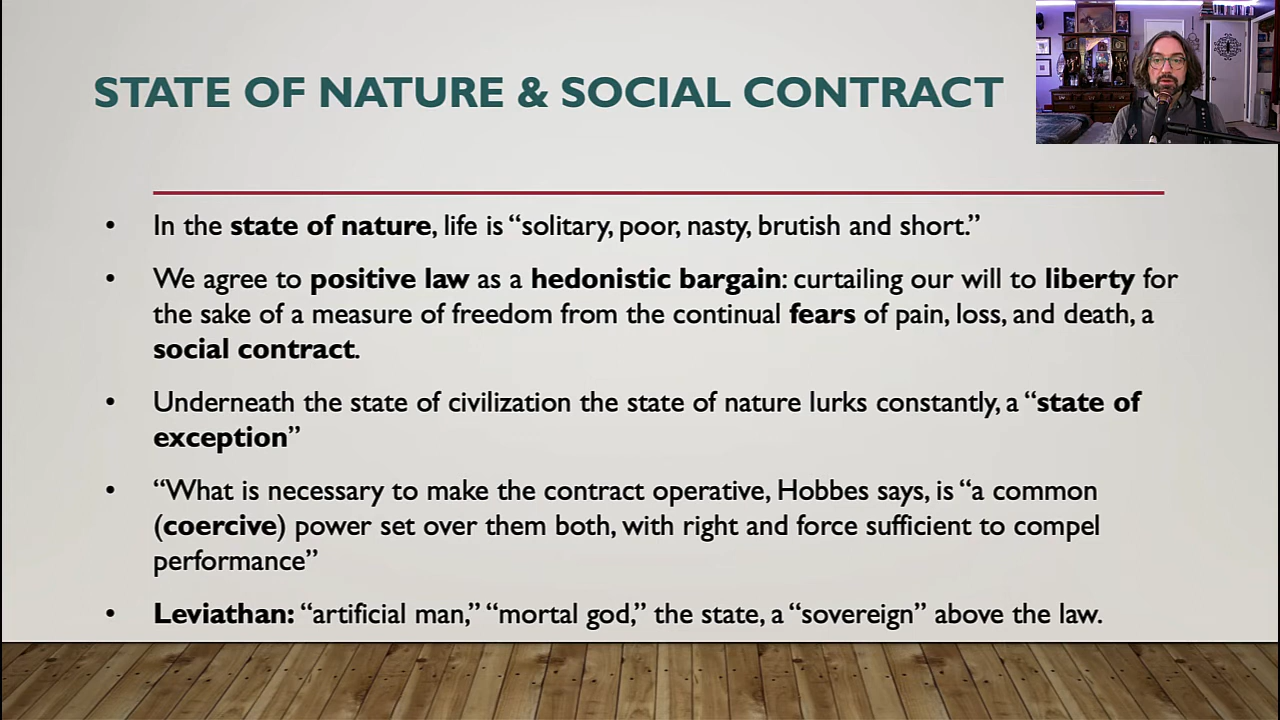 STATE OF NATURE & SOCIAL CONTRACT
• In the state of nature, life is “solitary, poor, nasty, brutish and short.”
• We agree to positive law as a hedonistic bargain: curtailing our will to liberty for
the sake of a measure of freedom from the continual fears of pain, loss, and death, a
social contract.
• Underneath the state of civilization the state of nature lurks constantly, a “state of
exception”
• “What is necessary to make the contract operative, Hobbes says, is “a common
(coercive) power set over them both, with right and force sufficient to compel
performance”
• Leviathan: “artificial man,” “mortal god,” the state, a “sovereign” above the law.